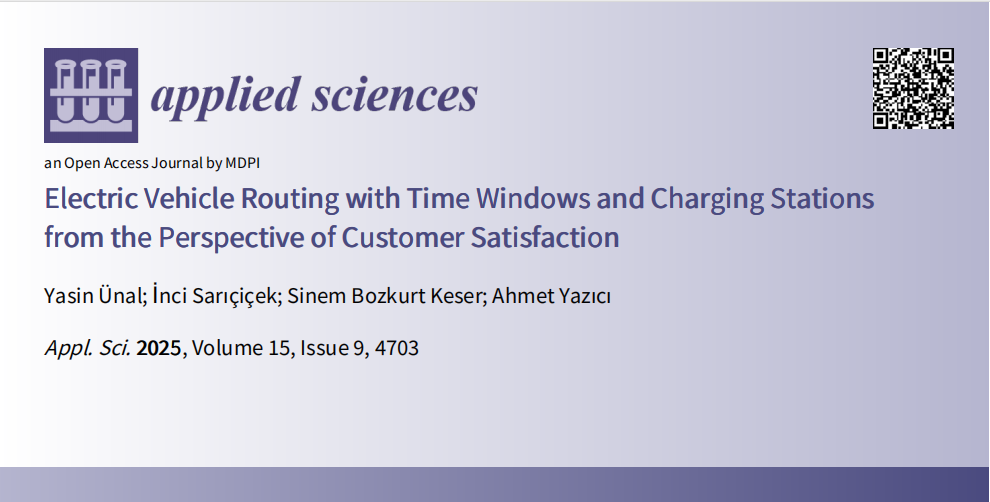 applied sciences
an Open Access Journal by MDPI
Electric Vehicle Routing with Time Windows and Charging Stations
from the Perspective of Customer Satisfaction
Yasin Ünal; İnci Sarıçiçek; Sinem Bozkurt Keser; Ahmet Yazıcı
Appl. Sci. 2025, Volume 15, Issue 9, 4703